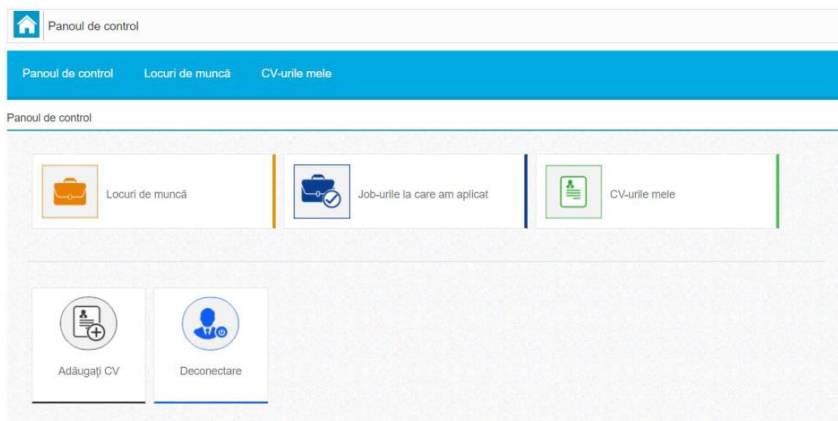 Panoul de control
Panoul de control Locuri de muncă CV-urile mele
Panoul de control
Locuri de muncă Job-urile la care am aplicat CV-urile mele
Adăugați CV Deconectare